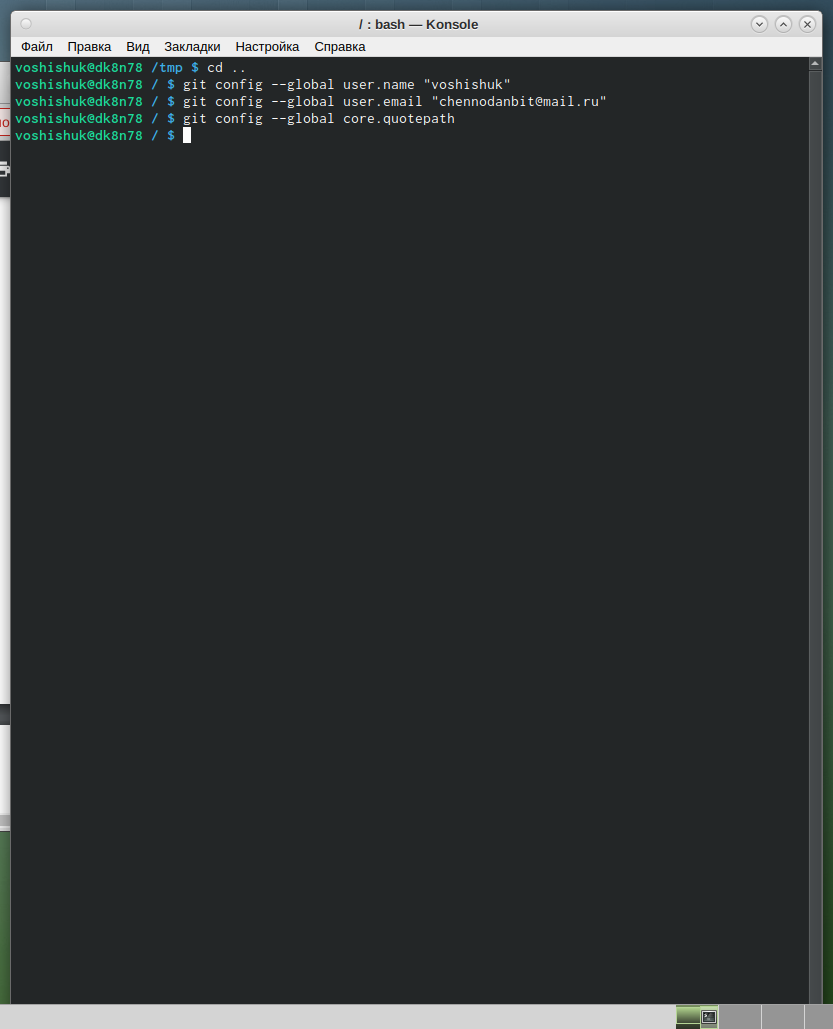 / : bash — Konsole
Файл Правка Вид Закладки Настройка Справка
voshishuk@dk8n78 /tmp $ cd ..
voshishuk@dk8n78 / $ git config --global user.name "voshishuk"
voshishuk@dk8n78 / $ git config --global user.email "chennodanbit@mail.ru"
voshishuk@dk8n78 / $ git config --global core.quotepath
voshishuk@dk8n78 / $